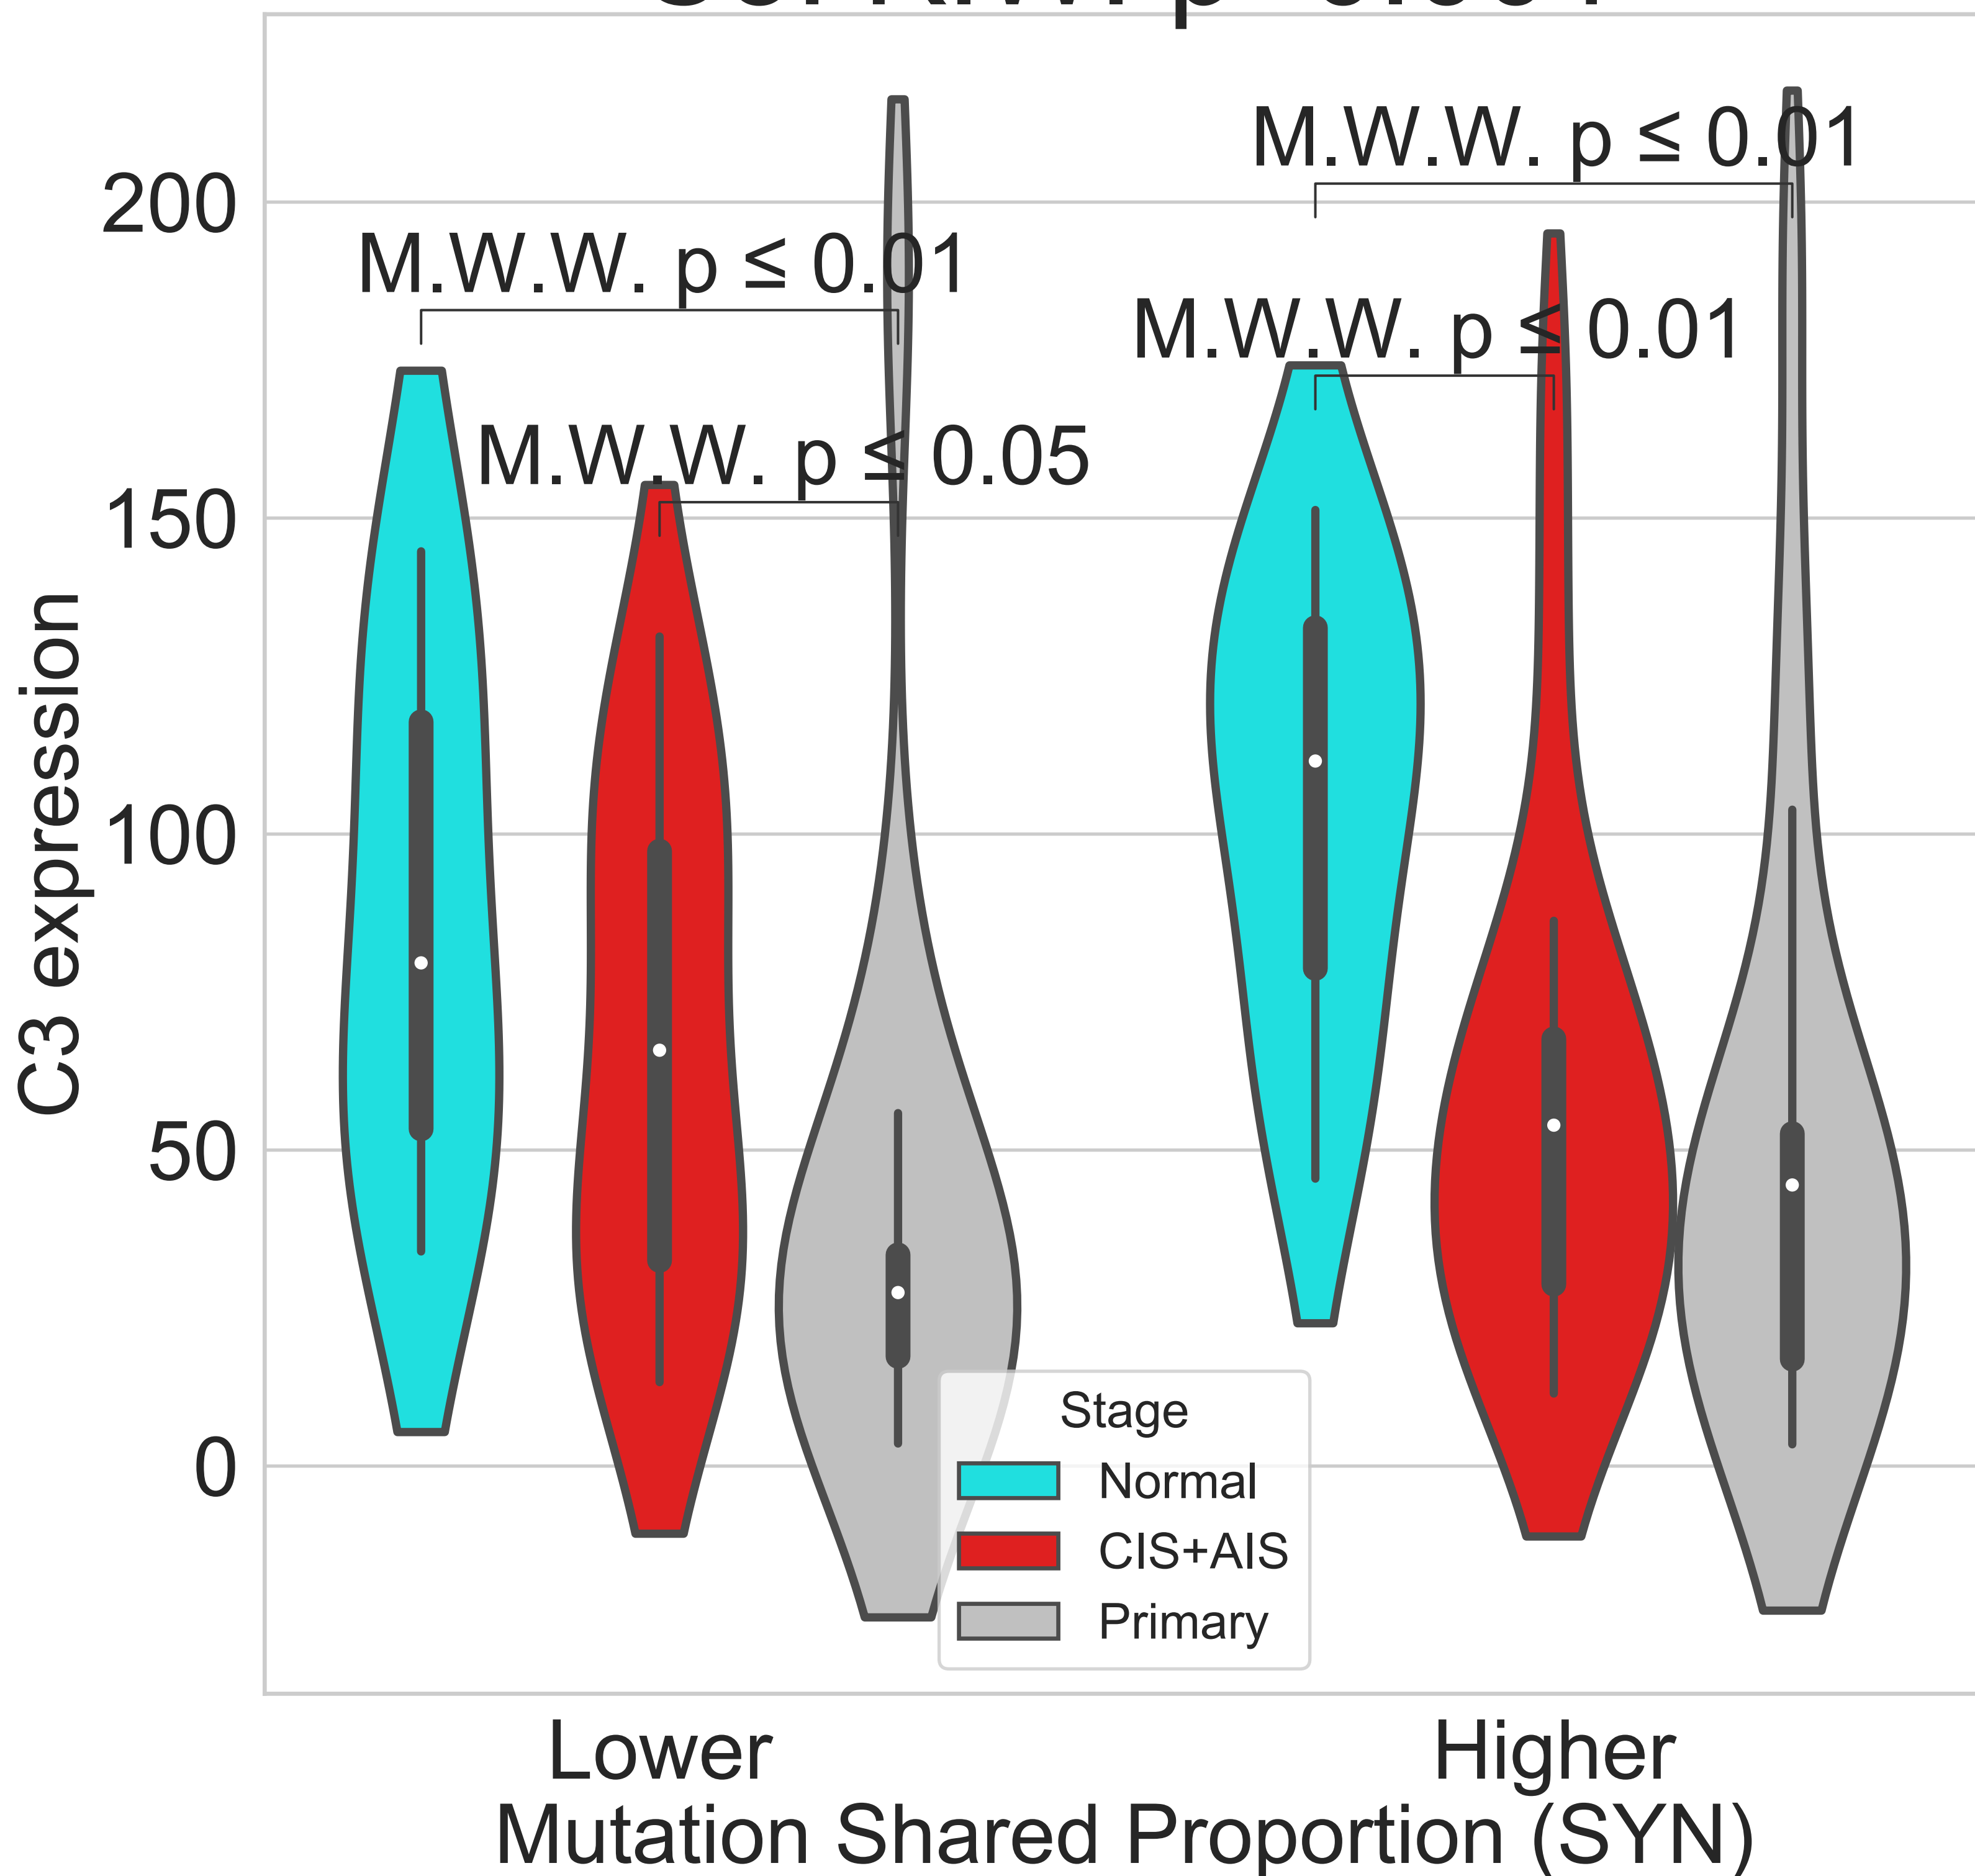 M.W.W. p ≤ 0.01
200
M.W.W. p ≤ 0.01
M.W.W. p ≤ 0.01
M.W.W. p ≤ 0.05
150
C3 expression
100
50
0
Stage
Normal
CIS+AIS
Primary
Lower
Higher
Mutation Shared Proportion (SYN)